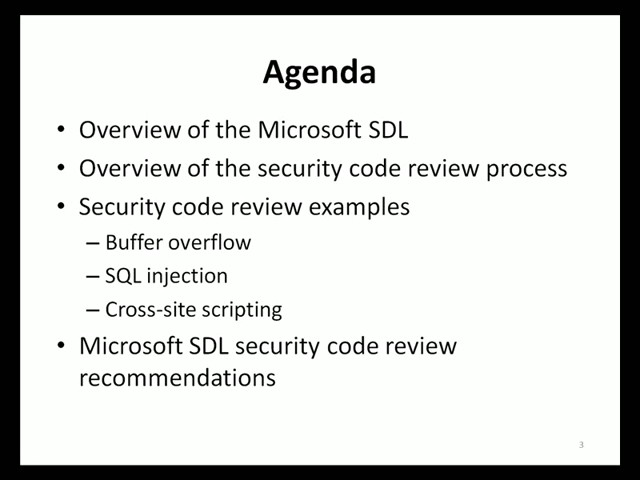 Agenda
• Overview of the Microsoft SDL
• Overview of the security code review process
• Security code review examples
– Buffer overflow
– SQL injection
– Cross-site scripting
• Microsoft SDL security code review
recommendations
3